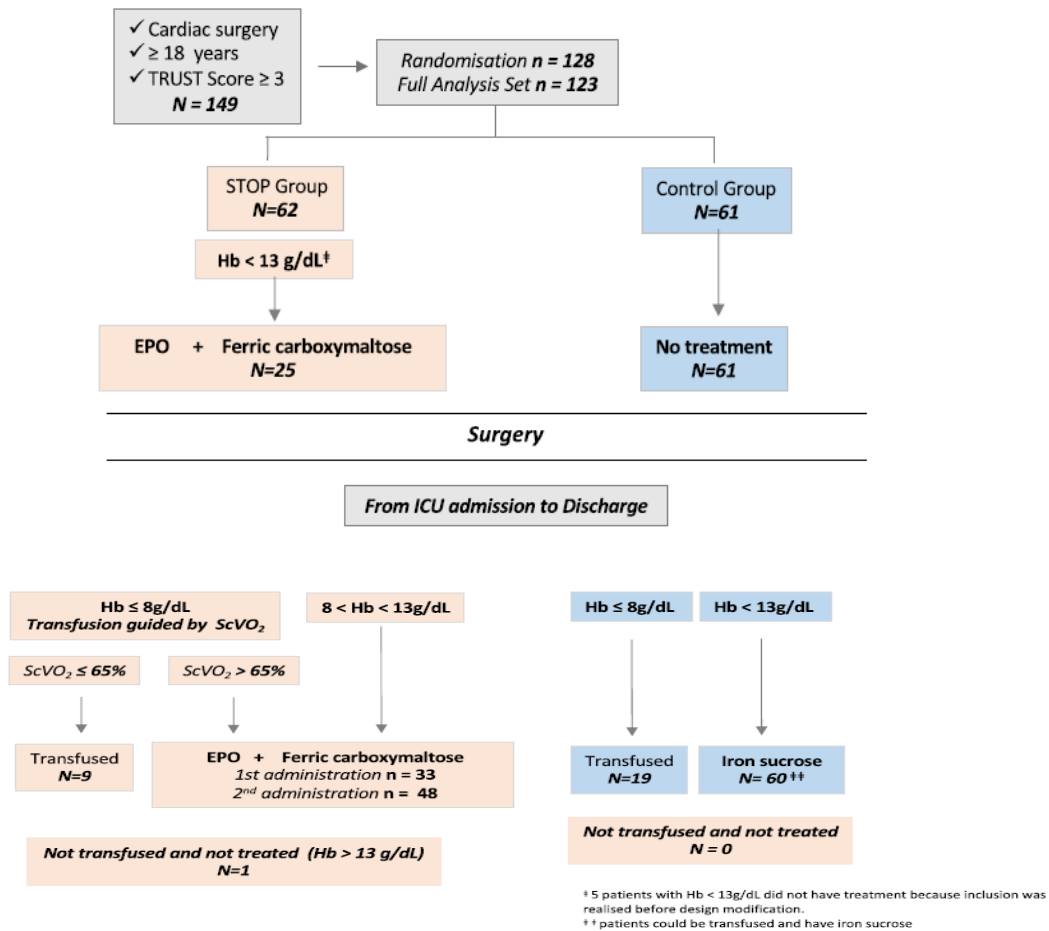 ✓ Cardiac surgery
✓ ≥ 18 years
✓ TRUST Score ≥ 3
N = 149
Randomisation n = 128
Full Analysis Set n = 123
STOP Group
N=62
Control Group
N=61
Hb < 13 g/dL‡
EPO + Ferric carboxymaltose
N=25
No treatment
N=61
Surgery
From ICU admission to Discharge
Hb ≤ 8g/dL
Transfusion guided by ScVO₂
8 < Hb < 13g/dL
Hb ≤ 8g/dL
Hb < 13g/dL
ScVO₂ ≤ 65%
ScVO₂ > 65%
Transfused
N=9
EPO + Ferric carboxymaltose
1st administration n = 33
2nd administration n = 48
Transfused
N=19
Iron sucrose
N= 60 ‡‡
Not transfused and not treated (Hb > 13 g/dL)
N=1
Not transfused and not treated
N = 0
‡ 5 patients with Hb < 13g/dL did not have treatment because inclusion was
realised before design modification.
‡ ‡ patients could be transfused and have iron sucrose